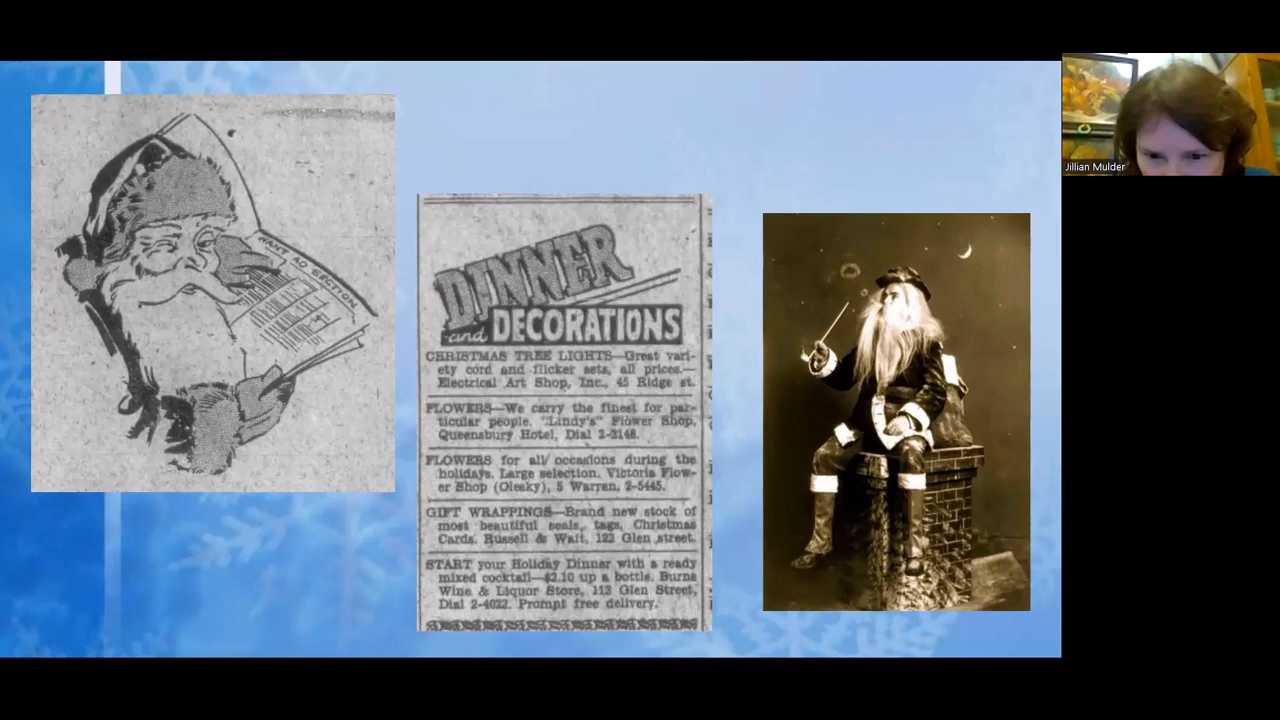 WANT AD SECTION
DINNER
and DECORATIONS
CHRISTMAS TREE LIGHTS—Great vari-
ety cord and flicker sets, all prices.—
Electrical Art Shop, Inc., 45 Ridge st.
FLOWERS—We carry the finest for par-
ticular people. "Lindy's" Flower Shop,
Queensbury Hotel, Dial 2-3148.
FLOWERS for all occasions during the
holidays. Large selection. Victoria Flow-
er Shop (Olesky), 5 Warren, 2-5445.
GIFT WRAPPINGS—Brand new stock of
most beautiful seals, tags, Christmas
Cards. Russell & Wait, 122 Glen street.
START your Holiday Dinner with a ready
mixed cocktail—$2.10 up a bottle. Burns
Wine & Liquor Store, 113 Glen Street,
Dial 2-4022. Prompt free delivery.
Jillian Mulder